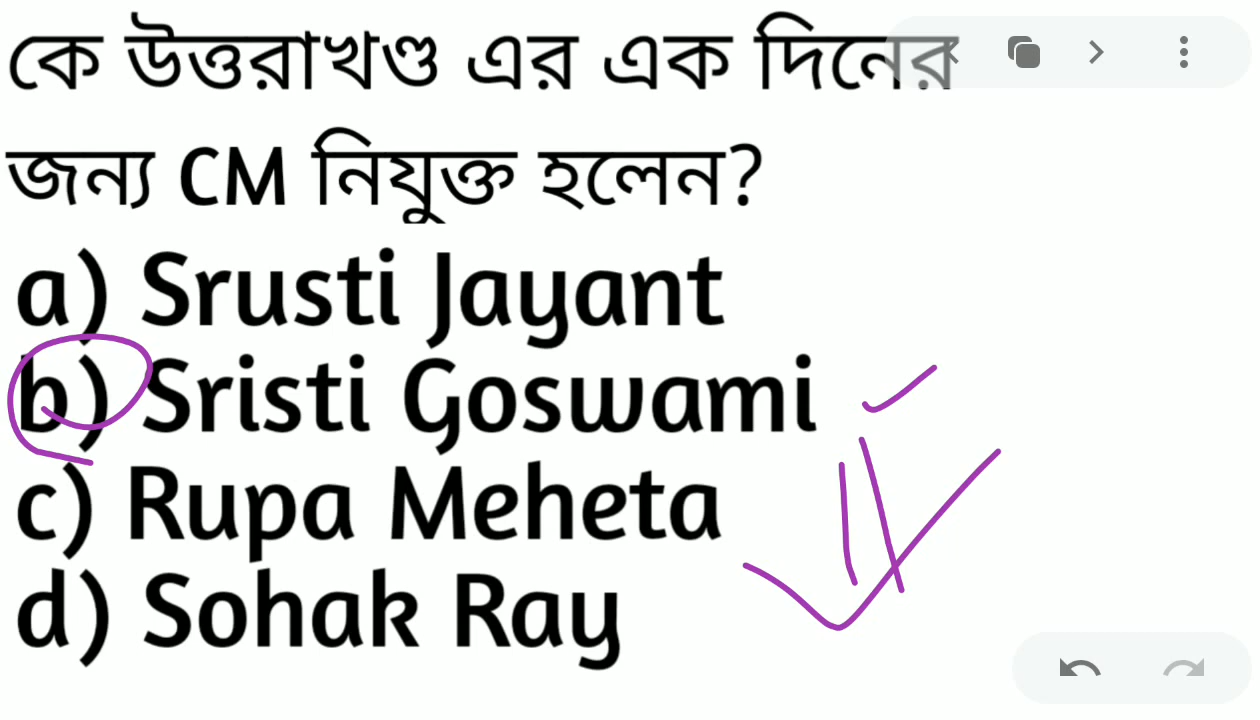 কে উত্তরাখণ্ড এর এক দিনের
জন্য CM নিযুক্ত হলেন?
a) Srusti Jayant
b) Sristi Goswami
c) Rupa Meheta
d) Sohak Ray